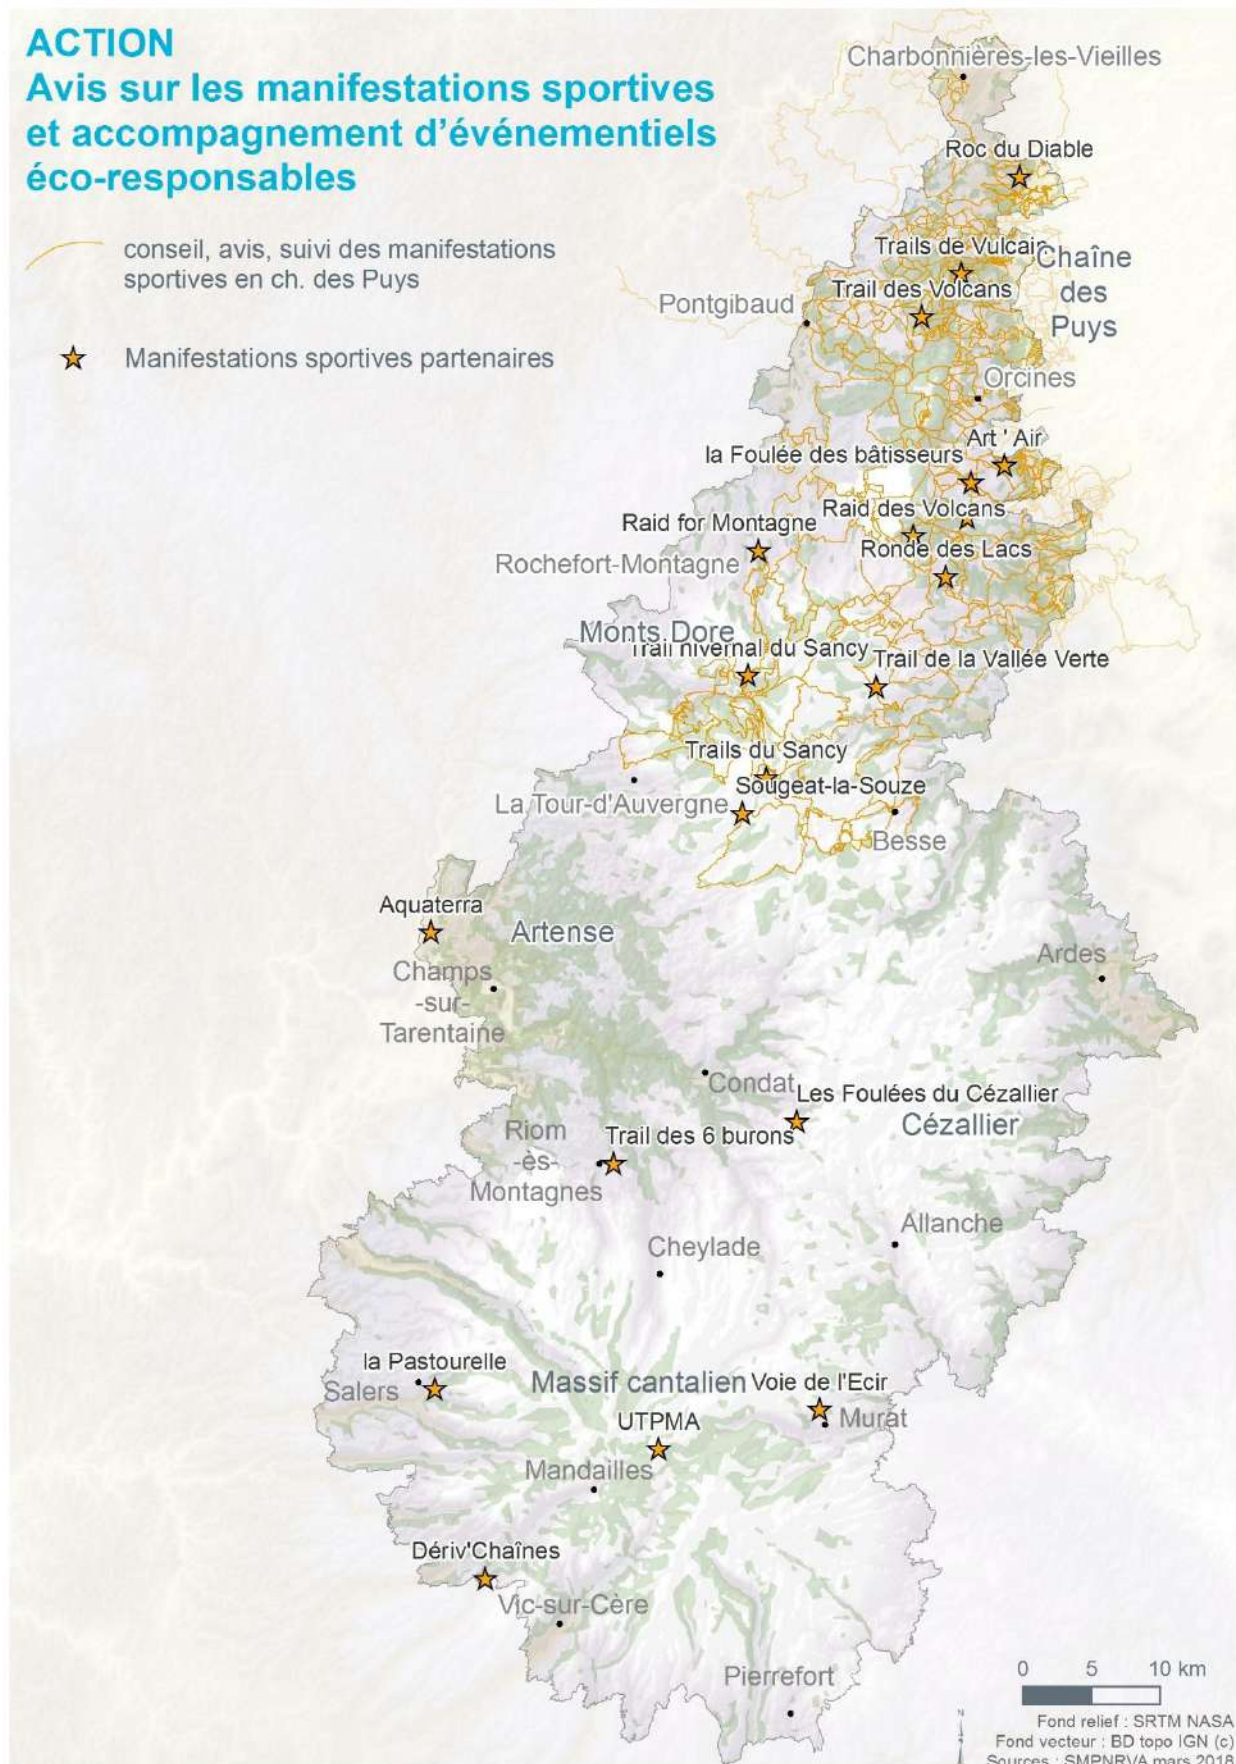 ACTION
Avis sur les manifestations sportives
et accompagnement d'événementiels
éco-responsables
conseil, avis, suivi des manifestations
sportives en ch. des Puys
Manifestations sportives partenaires
Charbonnières-les-Vieilles
Roc du Diable
Trails de Vulcain
Chaîne
des
Puys
Trail des Volcans
Pontgibaud
Orcines
Art ' Air
la Foulée des bâtisseurs
Raid des Volcans
Raid for Montagne
Ronde des Lacs
Rochefort-Montagne
Monts Dore
Trail hivernal du Sancy
Trail de la Vallée Verte
Trails du Sancy
Sougeat-la-Souze
La Tour-d'Auvergne
Besse
Aquaterra
Artense
Ardes
Champs
-sur-
Tarentaine
Condat
Les Foulées du Cézallier
Cézallier
Riom
-ès-
Montagnes
Trail des 6 burons
Allanche
Cheylade
la Pastourelle
Salers
Massif cantalien
Voie de l'Ecir
Murat
UTPMA
Mandailles
Dériv'Chaînes
Vic-sur-Cère
Pierrefort
0 5 10 km
N
Fond relief : SRTM NASA
Fond vecteur : BD topo IGN (c)
Sources : SMPNRVA mars 2018